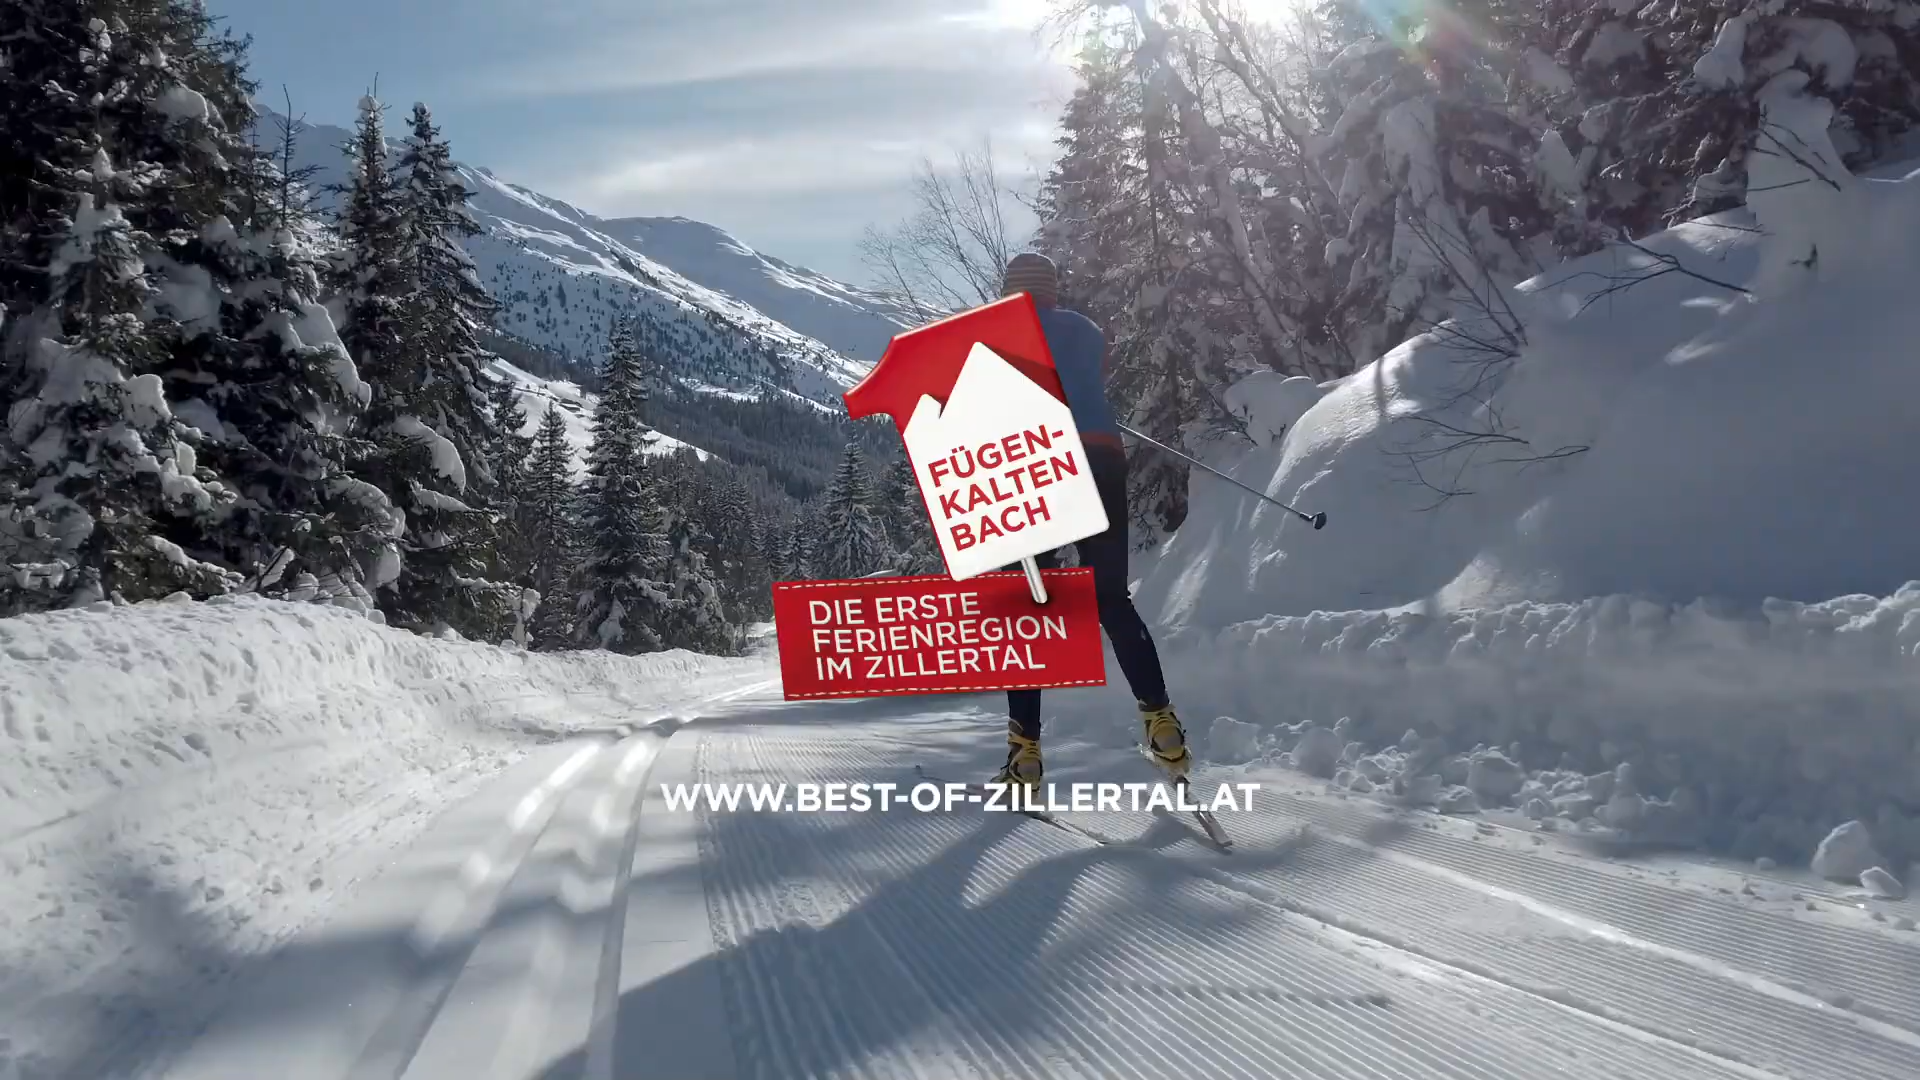 FÜGEN-
KALTEN
BACH
DIE ERSTE
FERIENREGION
IM ZILLERTAL
WWW.BEST-OF-ZILLERTAL.AT